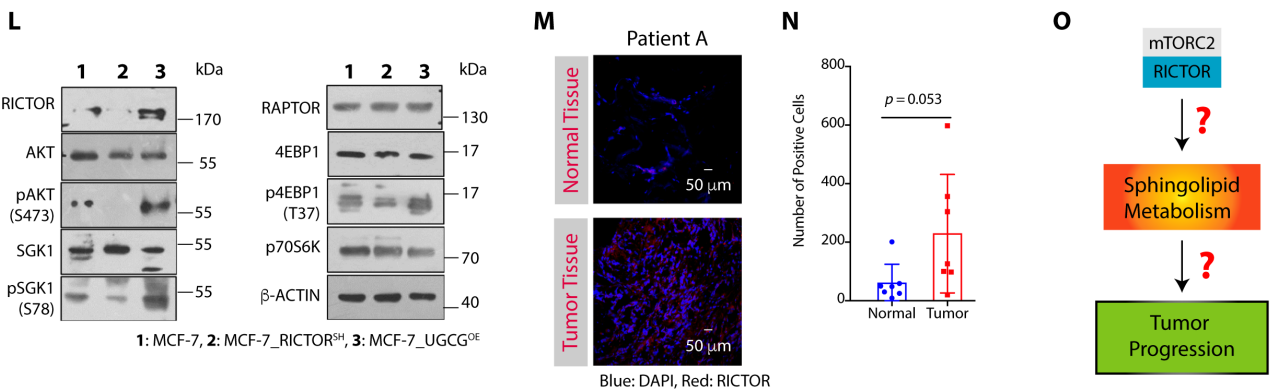 L
1 2 3 kDa
RICTOR
170
AKT
55
pAKT
(S473)
55
SGK1
55
pSGK1
(S78)
55
1 2 3 kDa
RAPTOR
130
4EBP1
17
p4EBP1
(T37)
17
p70S6K
70
β-ACTIN
40
1: MCF-7, 2: MCF-7_RICTORSH, 3: MCF-7_UGCGOE
M
Patient A
Normal Tissue
50 μm
Tumor Tissue
50 μm
Blue: DAPI, Red: RICTOR
N
Number of Positive Cells
800
600
400
200
0
p = 0.053
Normal Tumor
O
mTORC2
RICTOR
?
Sphingolipid
Metabolism
?
Tumor
Progression